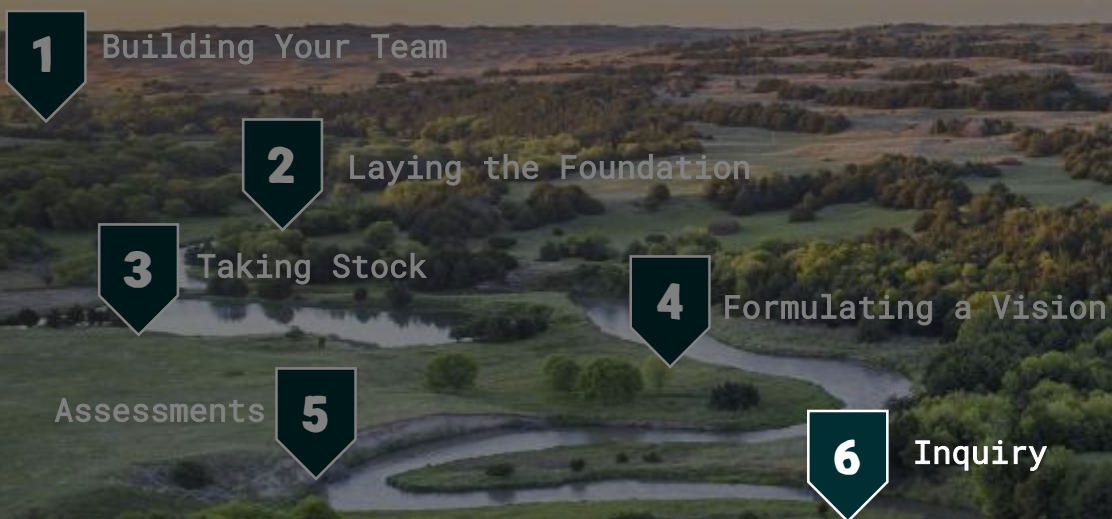 1 Building Your Team
2 Laying the Foundation
3 Taking Stock
4 Formulating a Vision
Assessments 5
6 Inquiry